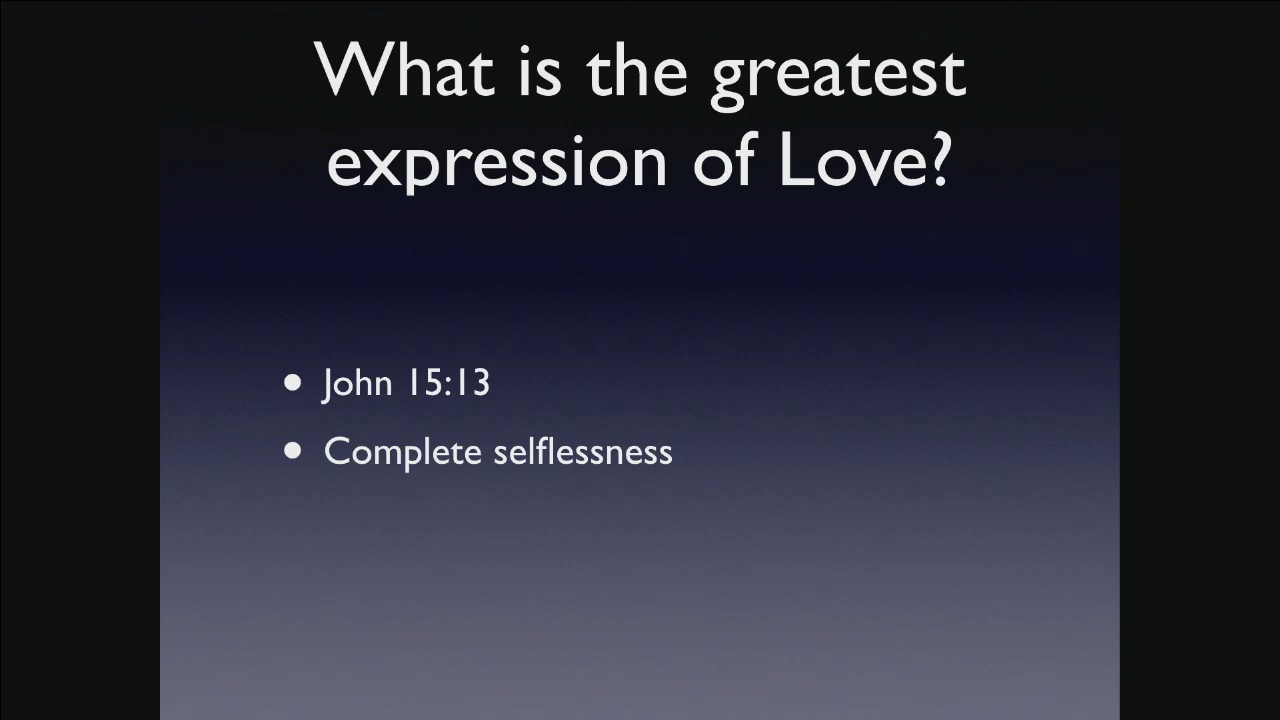 What is the greatest
expression of Love?
• John 15:13
• Complete selflessness